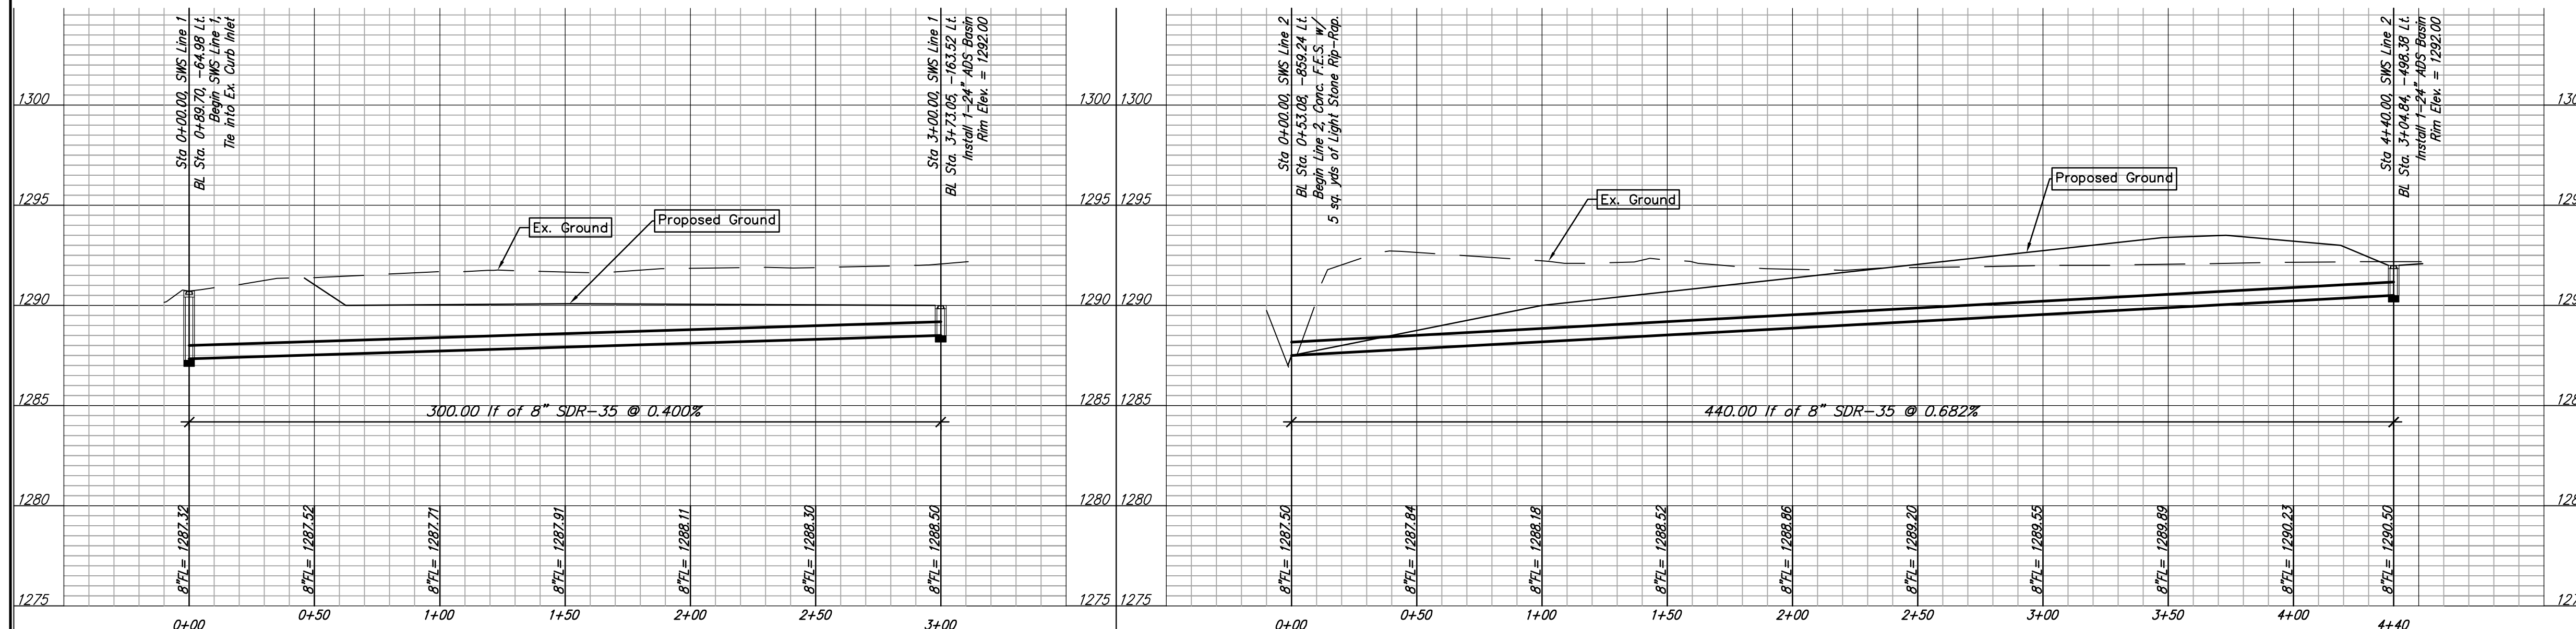 Sta 0+00.00, SWS Line 1
BL Sta. 0+89.70, -64.98 Lt.
Begin SWS Line 1,
Tie into Ex. Curb Inlet
Sta 3+00.00, SWS Line 1
BL Sta. 3+73.05, -163.52 Lt.
Install 1-24" ADS Basin
Rim Elev. = 1292.00
1300
1295
1290
1285
1280
1275
1300
1295
1290
1285
1280
1275
Ex. Ground
Proposed Ground
300.00 lf of 8" SDR-35 @ 0.400%
8"FL= 1287.32
8"FL= 1287.52
8"FL= 1287.71
8"FL= 1287.91
8"FL= 1288.11
8"FL= 1288.30
8"FL= 1288.50
0+00
0+50
1+00
1+50
2+00
2+50
3+00
Sta 0+00.00, SWS Line 2
BL Sta. 0+53.08, -859.24 Lt.
Begin Line 2, Conc. F.E.S. w/
5 sq. yds of Light Stone Rip-Rap.
Sta 4+40.00, SWS Line 2
BL Sta. 3+04.84, -498.38 Lt.
Install 1-24" ADS Basin
Rim Elev. = 1292.00
1300
1295
1290
1285
1280
1275
Ex. Ground
Proposed Ground
440.00 lf of 8" SDR-35 @ 0.682%
8"FL= 1287.50
8"FL= 1287.84
8"FL= 1288.18
8"FL= 1288.52
8"FL= 1288.86
8"FL= 1289.20
8"FL= 1289.55
8"FL= 1289.89
8"FL= 1290.23
8"FL= 1290.50
0+00
0+50
1+00
1+50
2+00
2+50
3+00
3+50
4+00
4+40